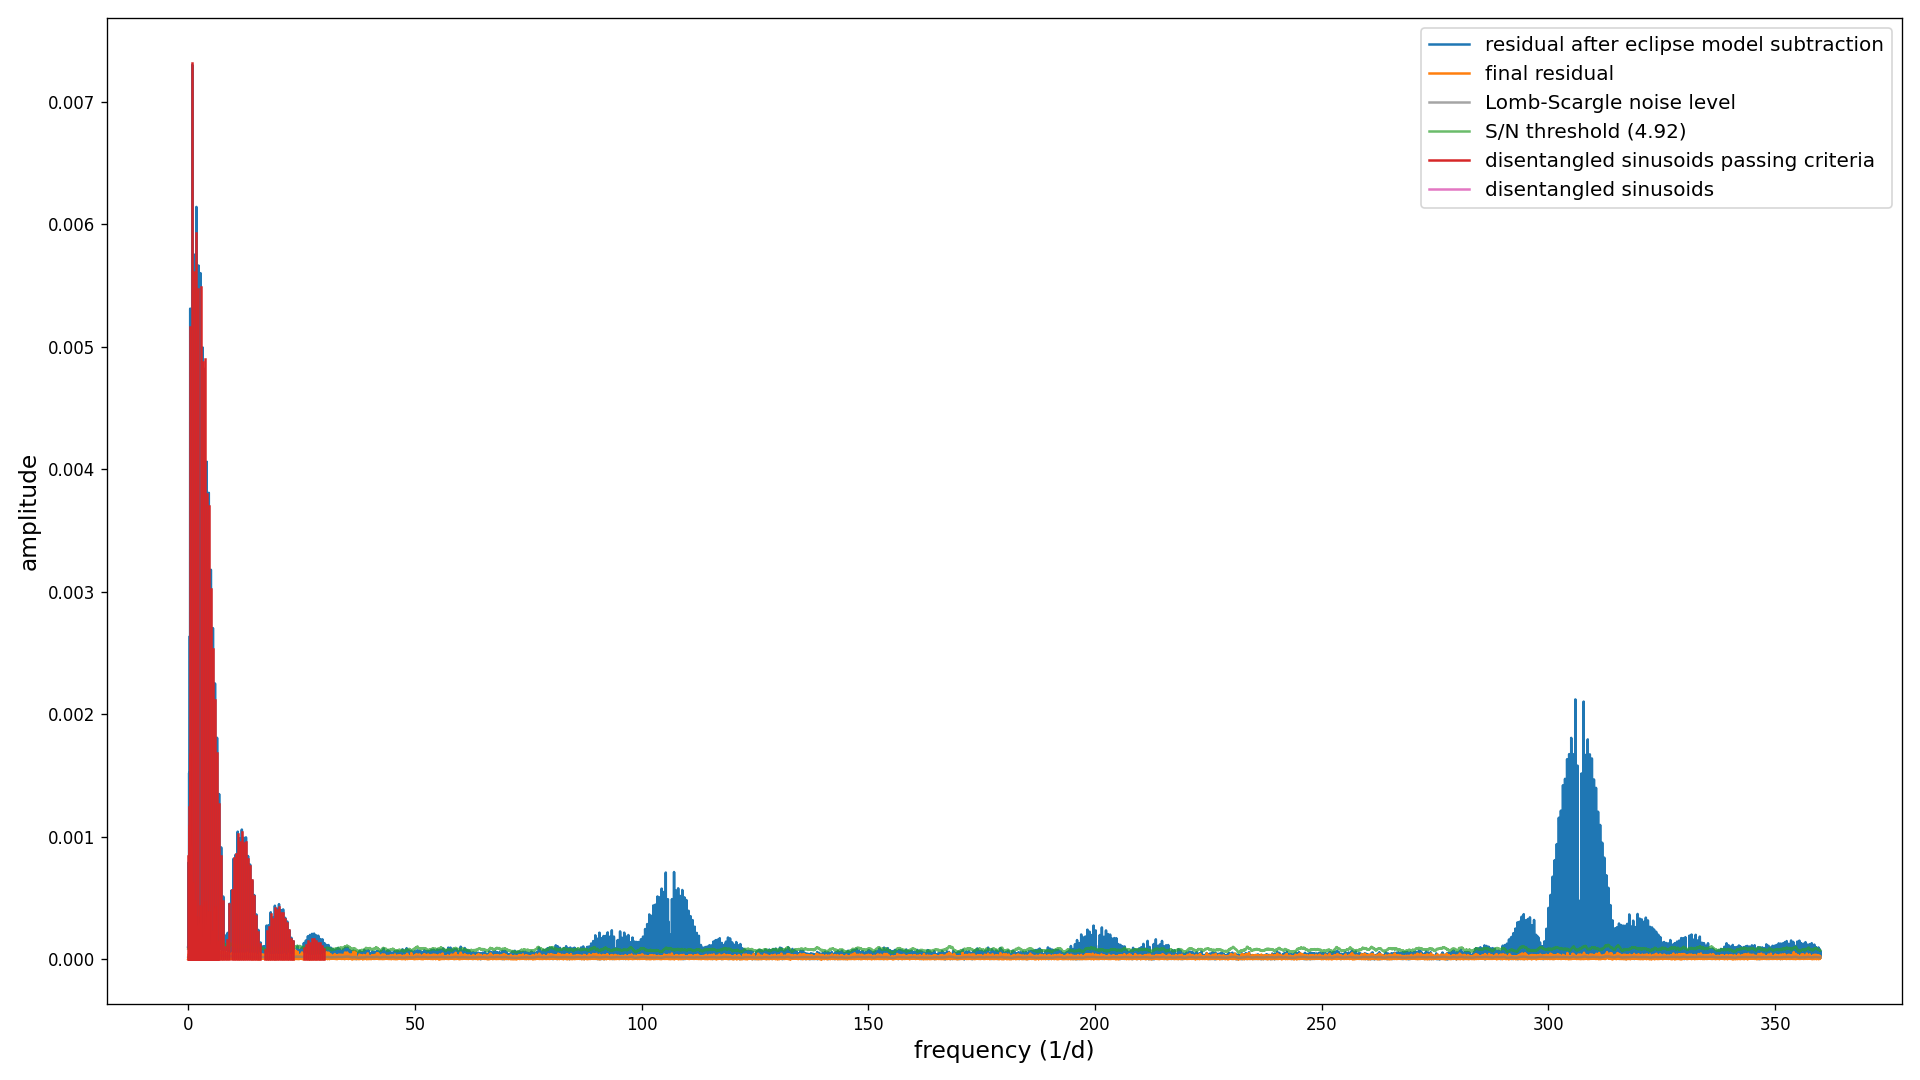 residual after eclipse model subtraction
final residual
Lomb-Scargle noise level
S/N threshold (4.92)
disentangled sinusoids passing criteria
disentangled sinusoids
0.007
0.006
0.005
0.004
0.003
0.002
0.001
0.000
amplitude
0 50 100 150 200 250 300 350
frequency (1/d)